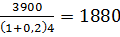 3900/(1+0,2)4 = 1880